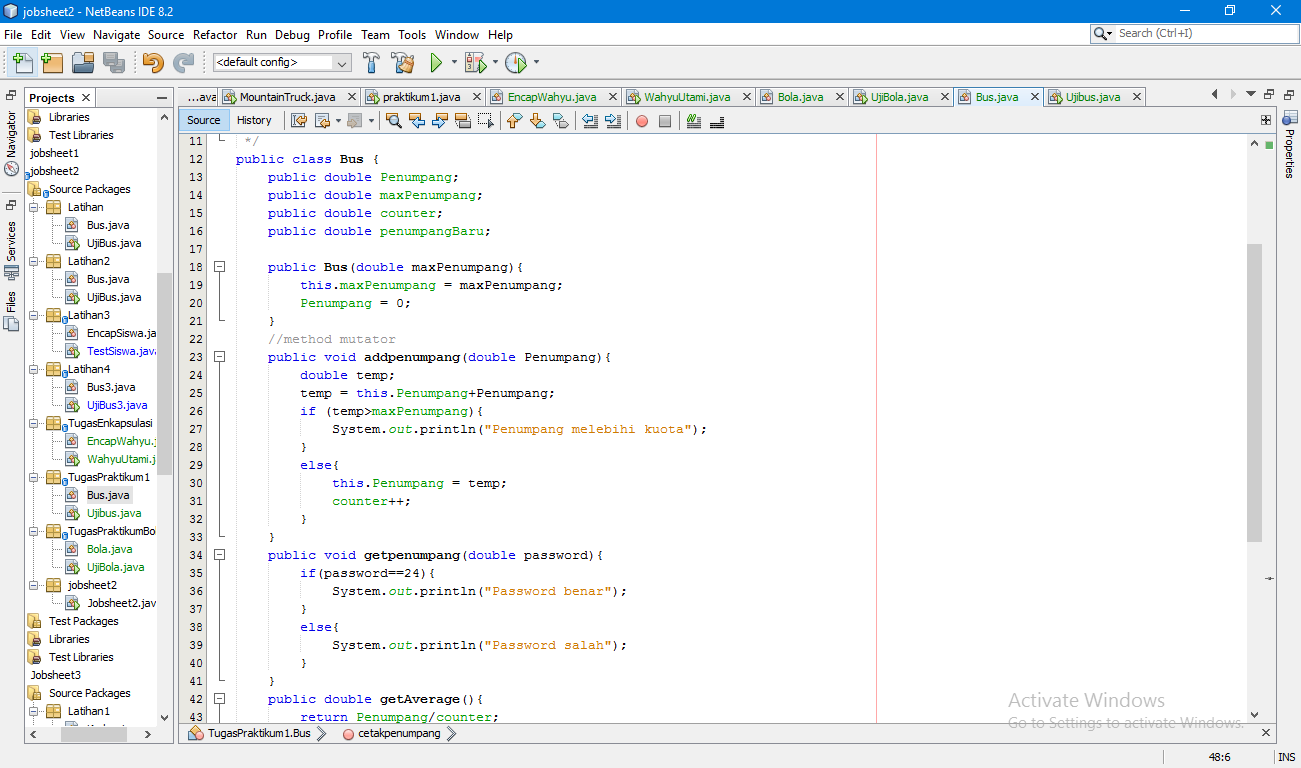 jobsheet2 - NetBeans IDE 8.2
File Edit View Navigate Source Refactor Run Debug Profile Team Tools Window Help
Search (Ctrl+I)
<default config>
Projects
...ava MountainTruck.java praktikum1.java EncapWahyu.java WahyuUtami.java Bola.java UjiBola.java Bus.java Ujibus.java
Source History
Navigator
Services
Files
Properties
Libraries
Test Libraries
jobsheet1
jobsheet2
Source Packages
Latihan
Bus.java
UjiBus.java
Latihan2
Bus.java
UjiBus.java
Latihan3
EncapSiswa.ja
TestSiswa.java
Latihan4
Bus3.java
UjiBus3.java
TugasEnkapsulasi
EncapWahyu.j
WahyuUtami.j
TugasPraktikum1
Bus.java
Ujibus.java
TugasPraktikumBo
Bola.java
UjiBola.java
jobsheet2
Jobsheet2.jav
Test Packages
Libraries
Test Libraries
Jobsheet3
Source Packages
Latihan1
11 */
12 public class Bus {
13 public double Penumpang;
14 public double maxPenumpang;
15 public double counter;
16 public double penumpangBaru;
17
18 public Bus(double maxPenumpang){
19 this.maxPenumpang = maxPenumpang;
20 Penumpang = 0;
21 }
22 //method mutator
23 public void addpenumpang(double Penumpang){
24 double temp;
25 temp = this.Penumpang+Penumpang;
26 if (temp>maxPenumpang){
27 System.out.println("Penumpang melebihi kuota");
28 }
29 else{
30 this.Penumpang = temp;
31 counter++;
32 }
33 }
34 public void getpenumpang(double password){
35 if(password==24){
36 System.out.println("Password benar");
37 }
38 else{
39 System.out.println("Password salah");
40 }
41 }
42 public double getAverage(){
43 return Penumpang/counter;
Activate Windows
Go to Settings to activate Windows.
TugasPraktikum1.Bus cetakpenumpang
48:6 INS